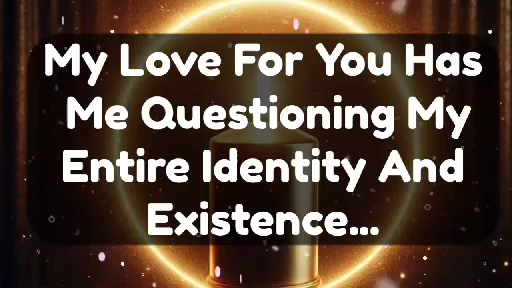 My Love For You Has
Me Questioning My
Entire Identity And
Existence...